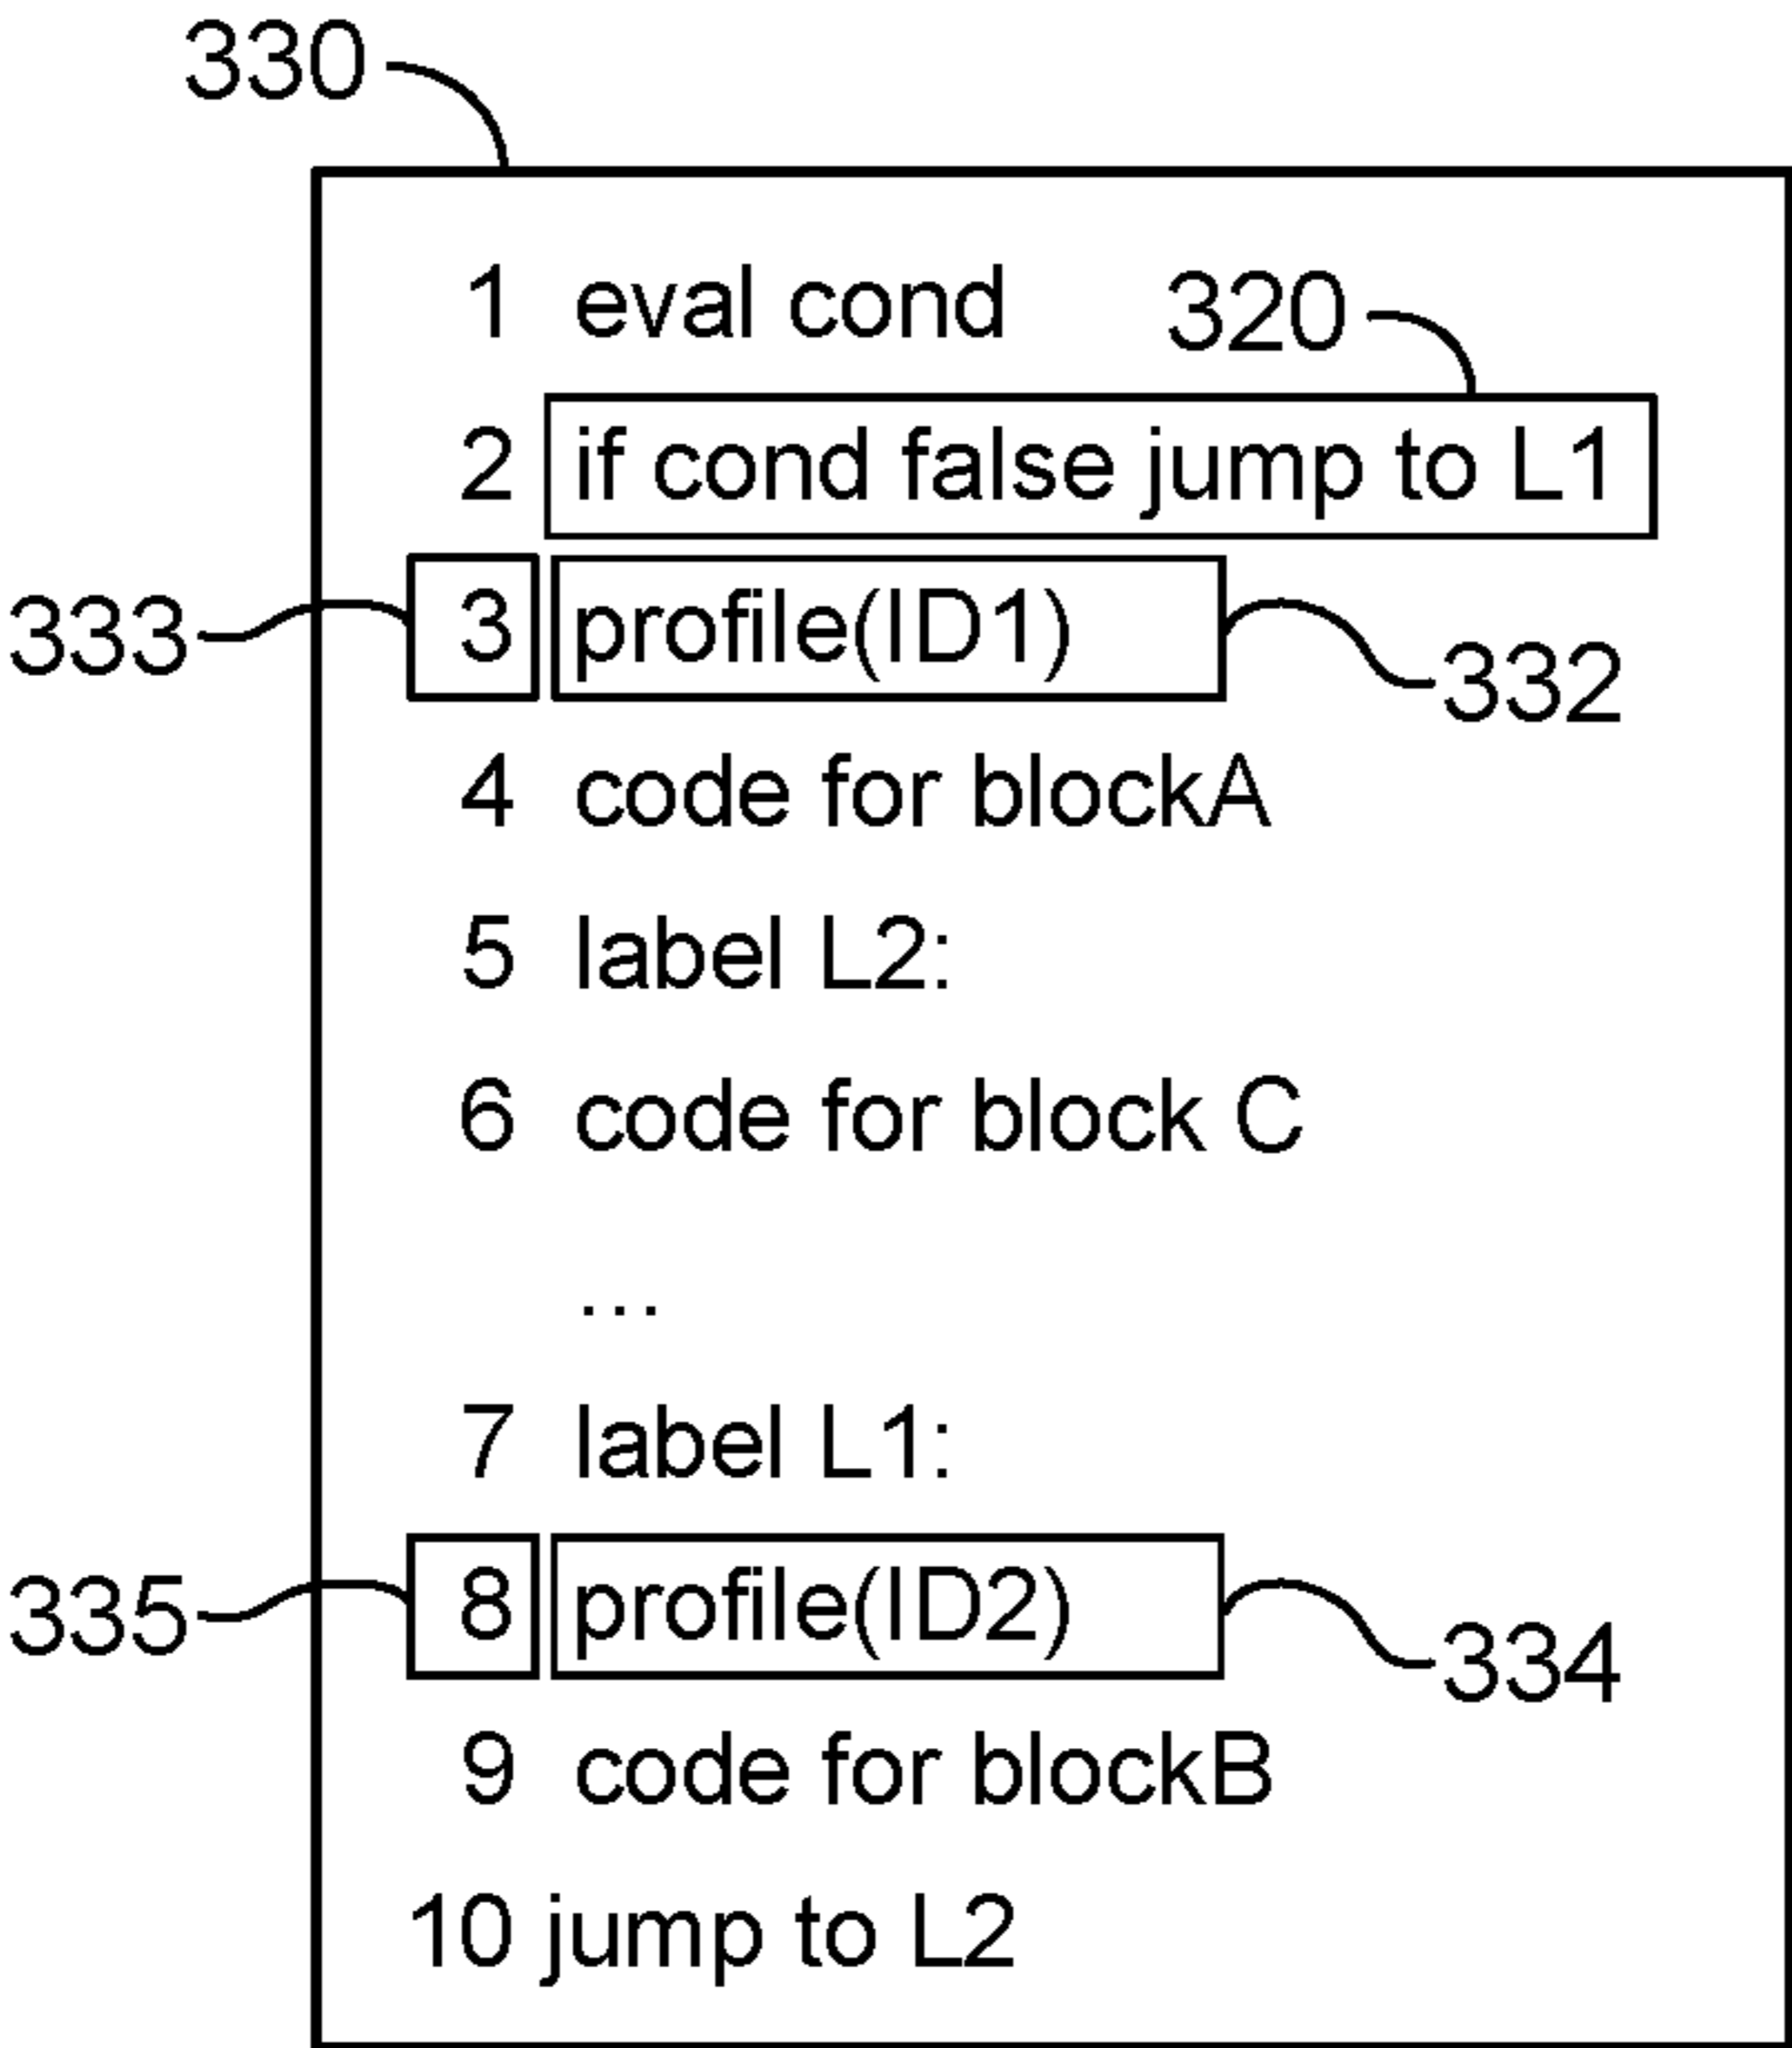 330
1 eval cond 320
2 if cond false jump to L1
333 3 profile(ID1) 332
4 code for blockA
5 label L2:
6 code for block C
...
7 label L1:
335 8 profile(ID2) 334
9 code for blockB
10 jump to L2